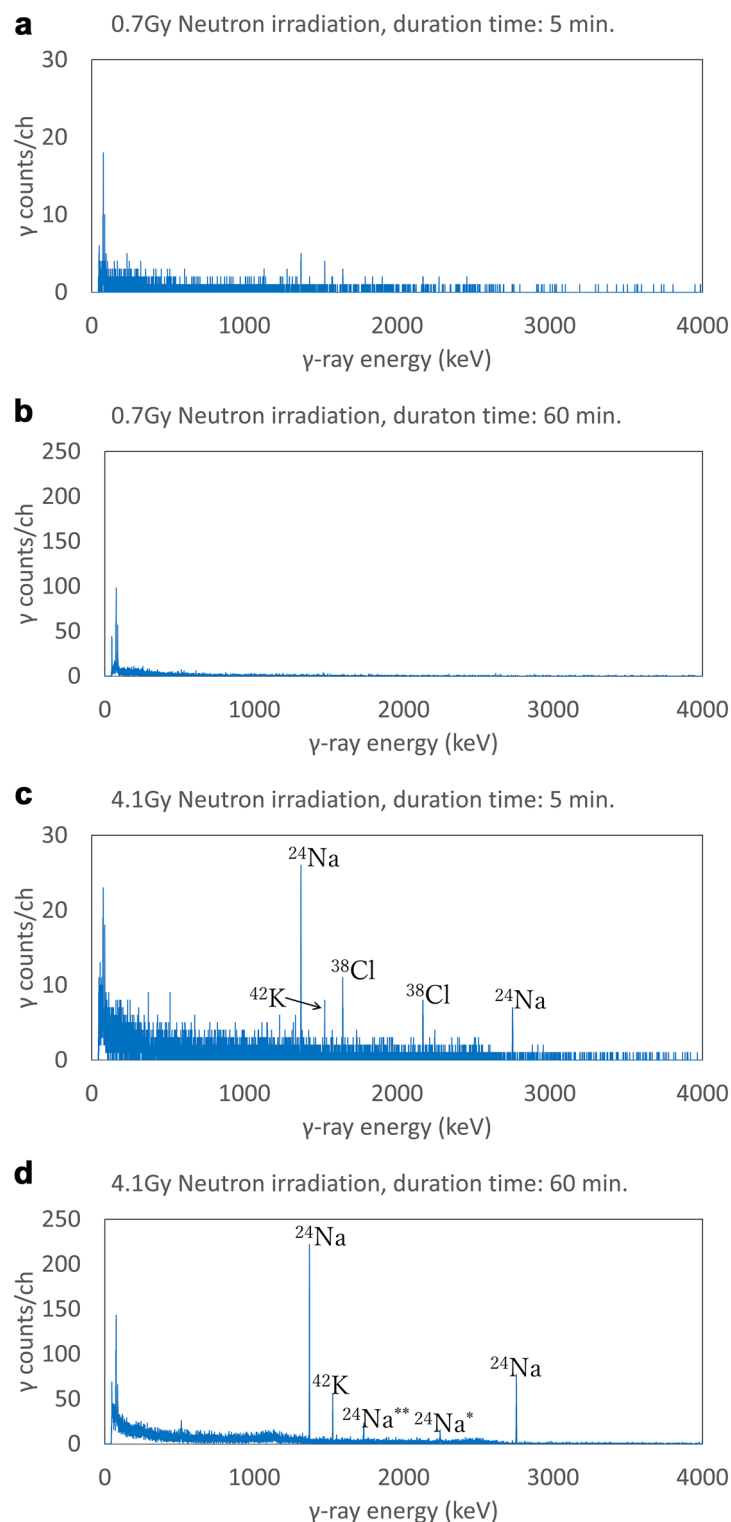 a
0.7Gy Neutron irradiation, duration time: 5 min.
30
20
10
0
γ counts/ch
0 1000 2000 3000 4000
γ-ray energy (keV)
b
0.7Gy Neutron irradiation, duraton time: 60 min.
250
200
150
100
50
0
γ counts/ch
0 1000 2000 3000 4000
γ-ray energy (keV)
c
4.1Gy Neutron irradiation, duration time: 5 min.
30
20
10
0
γ counts/ch
²⁴Na
⁴²K
³⁸Cl
³⁸Cl
²⁴Na
0 1000 2000 3000 4000
γ-ray energy (keV)
d
4.1Gy Neutron irradiation, duration time: 60 min.
250
200
150
100
50
0
γ counts/ch
²⁴Na
⁴²K
²⁴Na**
²⁴Na*
²⁴Na
0 1000 2000 3000 4000
γ-ray energy (keV)